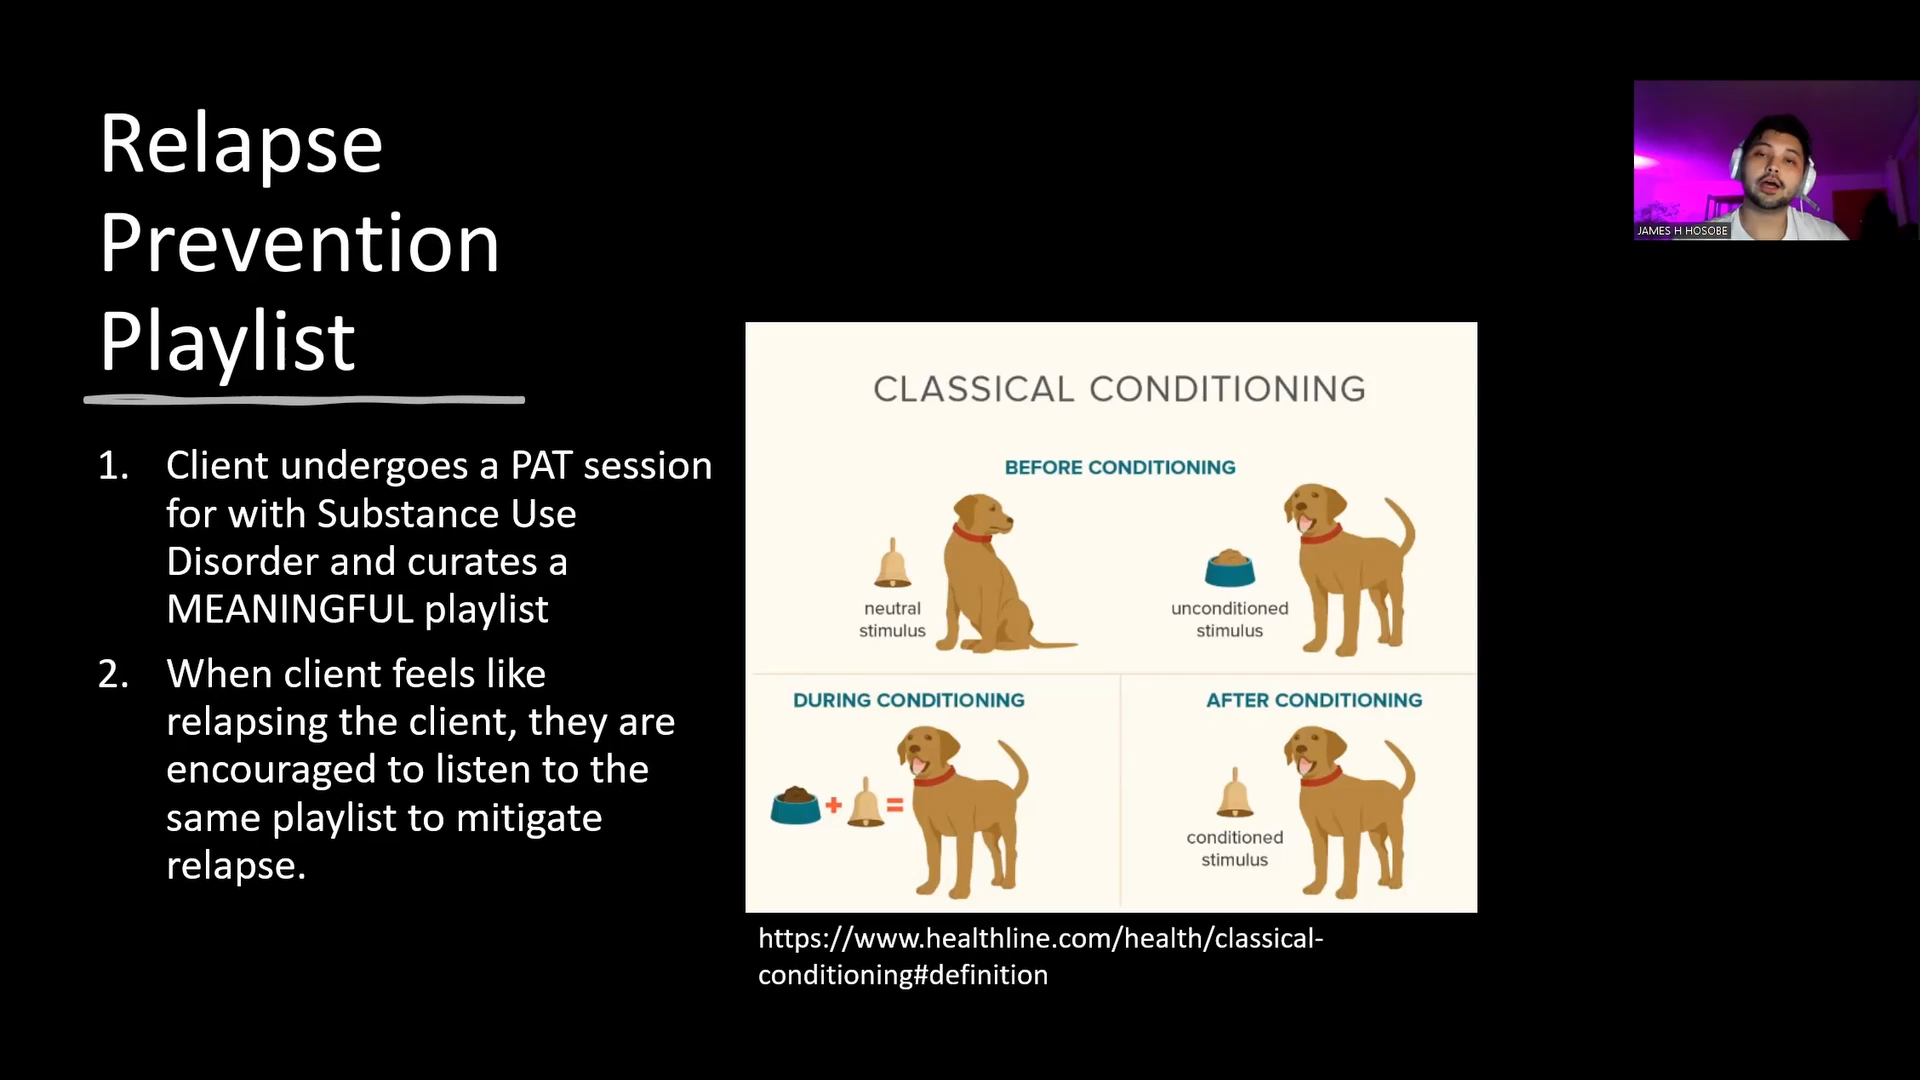 Relapse
Prevention
Playlist
1. Client undergoes a PAT session
for with Substance Use
Disorder and curates a
MEANINGFUL playlist
2. When client feels like
relapsing the client, they are
encouraged to listen to the
same playlist to mitigate
relapse.
CLASSICAL CONDITIONING
BEFORE CONDITIONING
neutral
stimulus
unconditioned
stimulus
DURING CONDITIONING
+
=
AFTER CONDITIONING
conditioned
stimulus
https://www.healthline.com/health/classical-
conditioning#definition
JAMES H HOSOBE